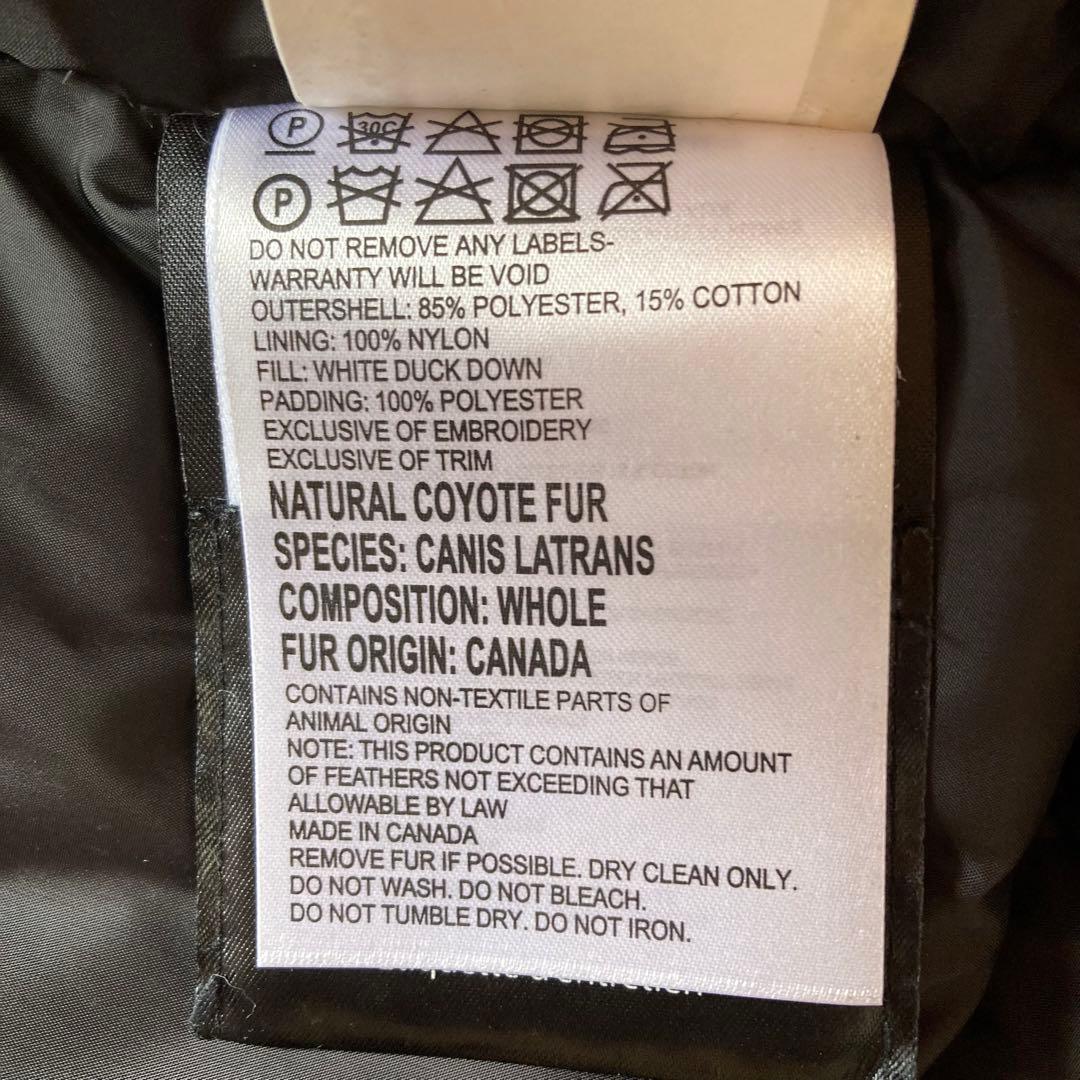 P 30C
P
DO NOT REMOVE ANY LABELS-
WARRANTY WILL BE VOID
OUTERSHELL: 85% POLYESTER, 15% COTTON
LINING: 100% NYLON
FILL: WHITE DUCK DOWN
PADDING: 100% POLYESTER
EXCLUSIVE OF EMBROIDERY
EXCLUSIVE OF TRIM
NATURAL COYOTE FUR
SPECIES: CANIS LATRANS
COMPOSITION: WHOLE
FUR ORIGIN: CANADA
CONTAINS NON-TEXTILE PARTS OF
ANIMAL ORIGIN
NOTE: THIS PRODUCT CONTAINS AN AMOUNT
OF FEATHERS NOT EXCEEDING THAT
ALLOWABLE BY LAW
MADE IN CANADA
REMOVE FUR IF POSSIBLE. DRY CLEAN ONLY.
DO NOT WASH. DO NOT BLEACH.
DO NOT TUMBLE DRY. DO NOT IRON.
d'entretien